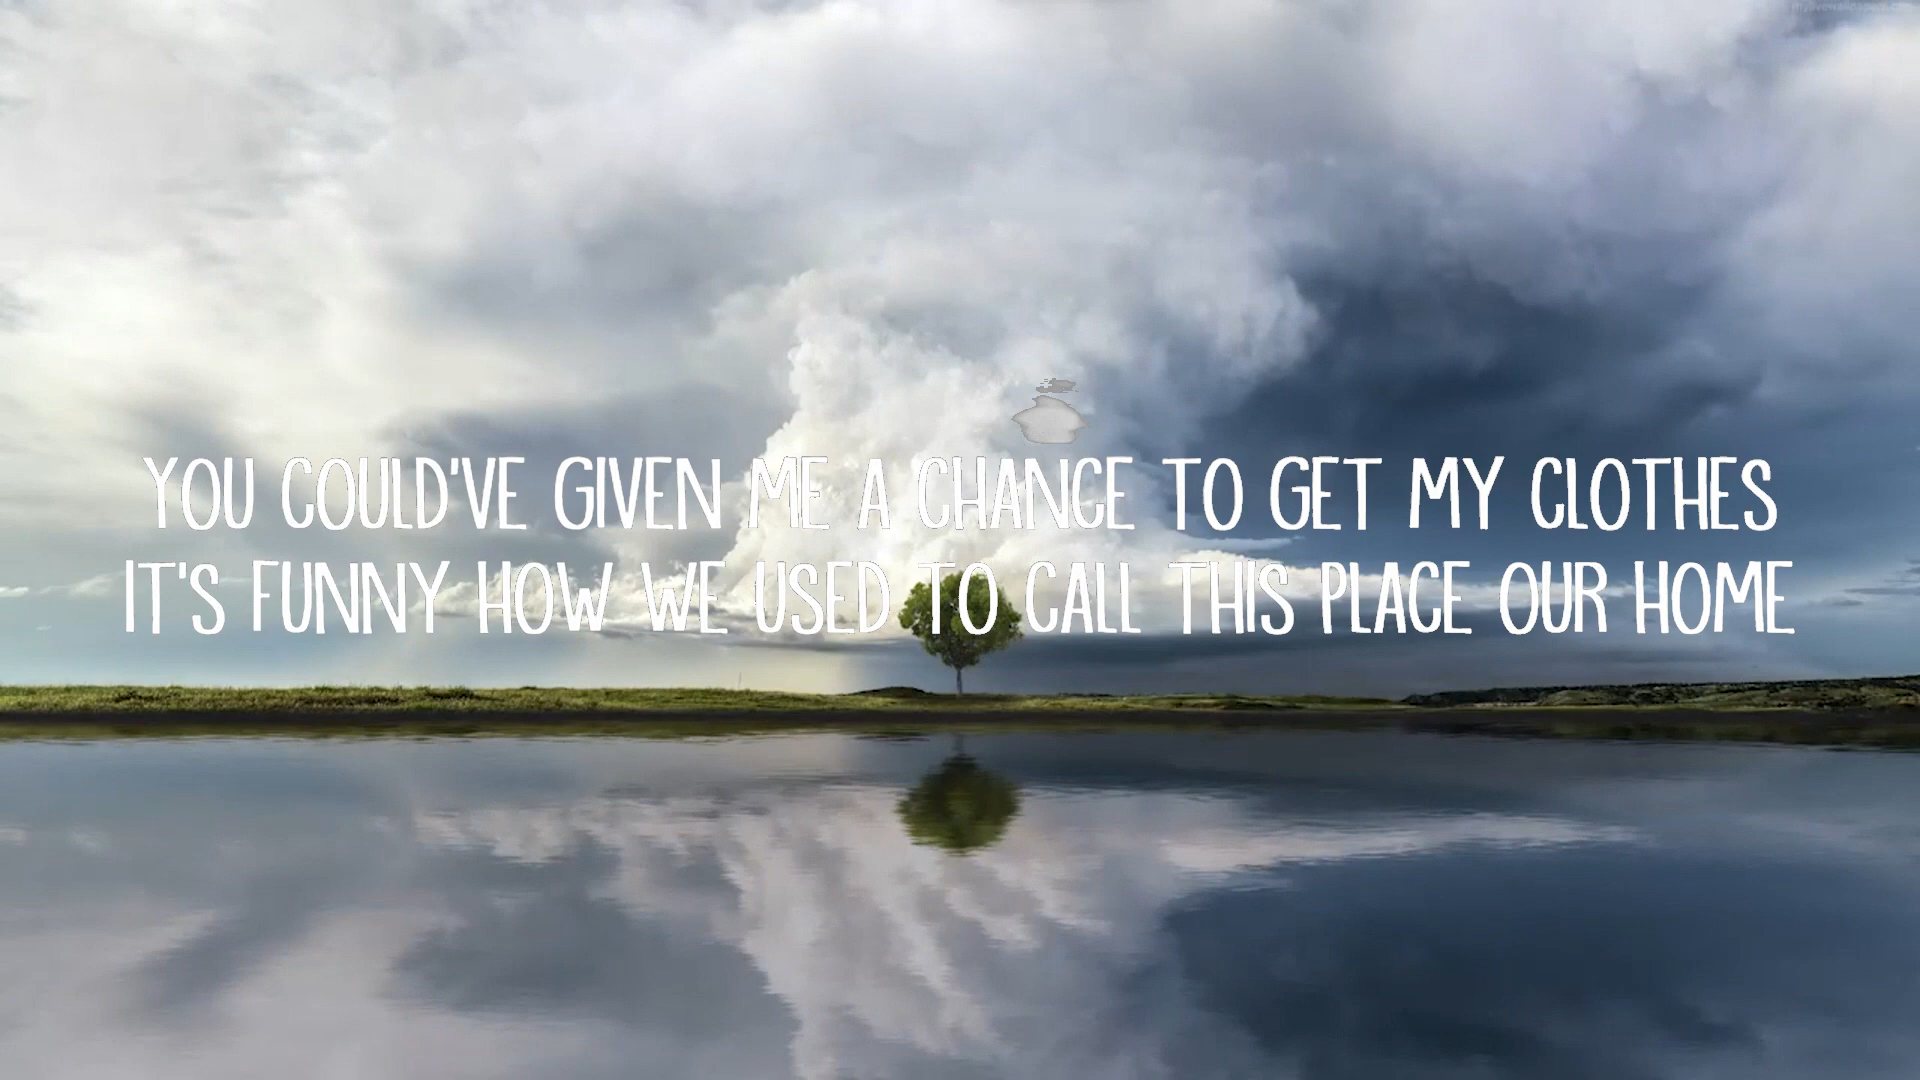 YOU COULD'VE GIVEN ME A CHANCE TO GET MY CLOTHES
IT'S FUNNY HOW WE USED TO CALL THIS PLACE OUR HOME